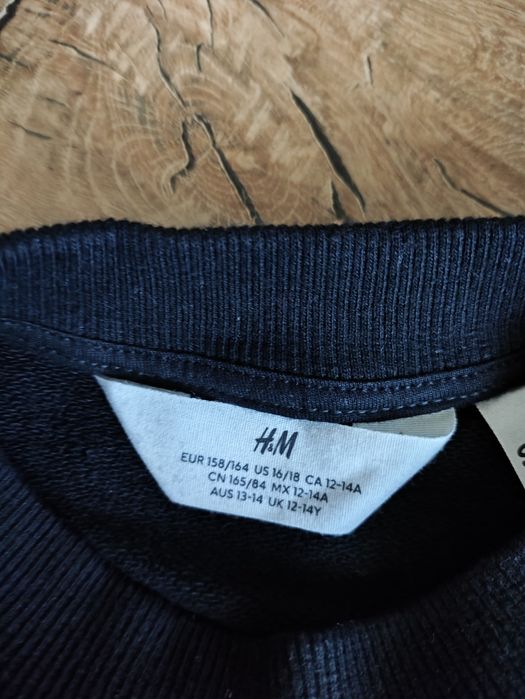 H&M
EUR 158/164 US 16/18 CA 12-14A
CN 165/84 MX 12-14A
AUS 13-14 UK 12-14Y